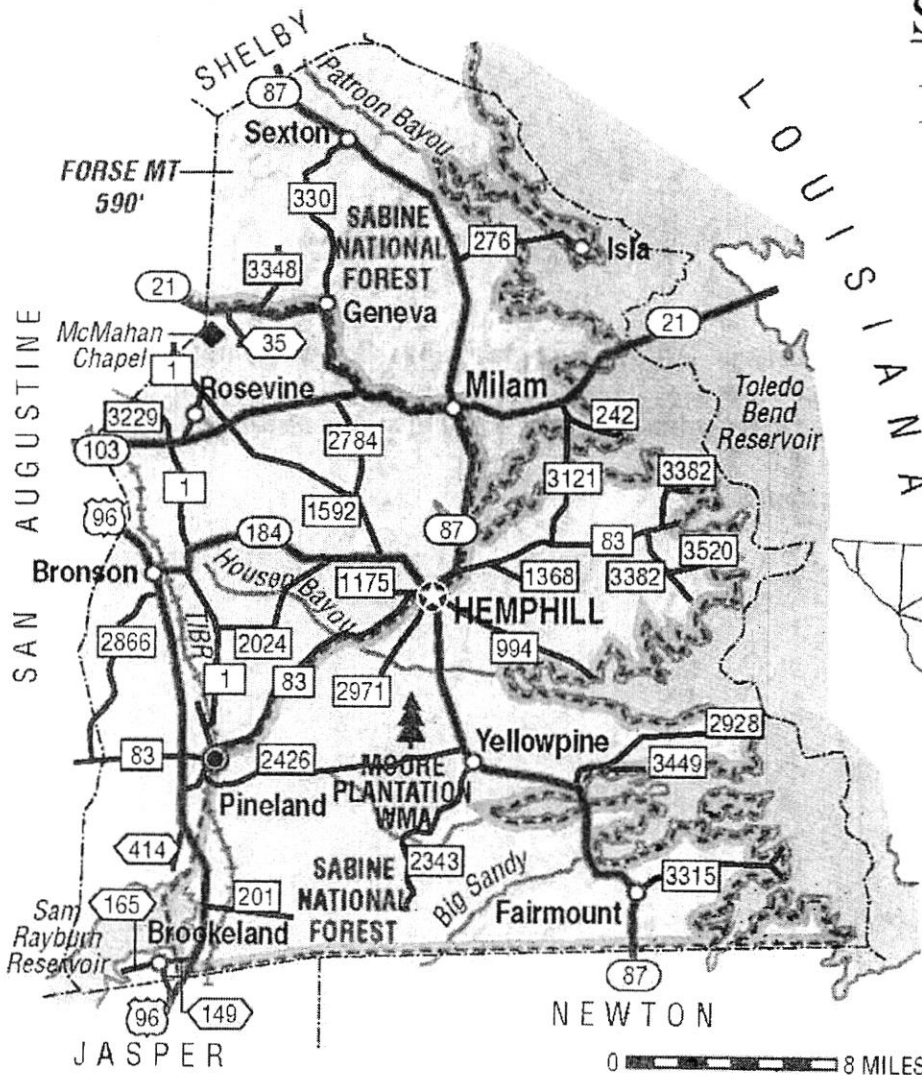 SHELBY
LOUISIANA
87
Patroon Bayou
Sexton
FORSE MT
590'
330
SABINE
NATIONAL
FOREST
276
Isla
3348
21
Geneva
21
McMahan
Chapel
35
1
Rosevine
Milam
Toledo
Bend
Reservoir
SAN AUGUSTINE
3229
2784
242
103
3121
3382
1
1592
96
184
87
83
3520
Bronson
Housen Bayou
1175
1368
3382
HEMPHILL
2866
2024
994
1
83
2971
2928
83
2426
Yellowpine
3449
MOORE
PLANTATION
WMA
Pineland
414
2343
SABINE
NATIONAL
FOREST
Big Sandy
3315
165
201
Fairmount
Sam
Rayburn
Reservoir
Brookeland
87
96
149
NEWTON
JASPER
0 8 MILES